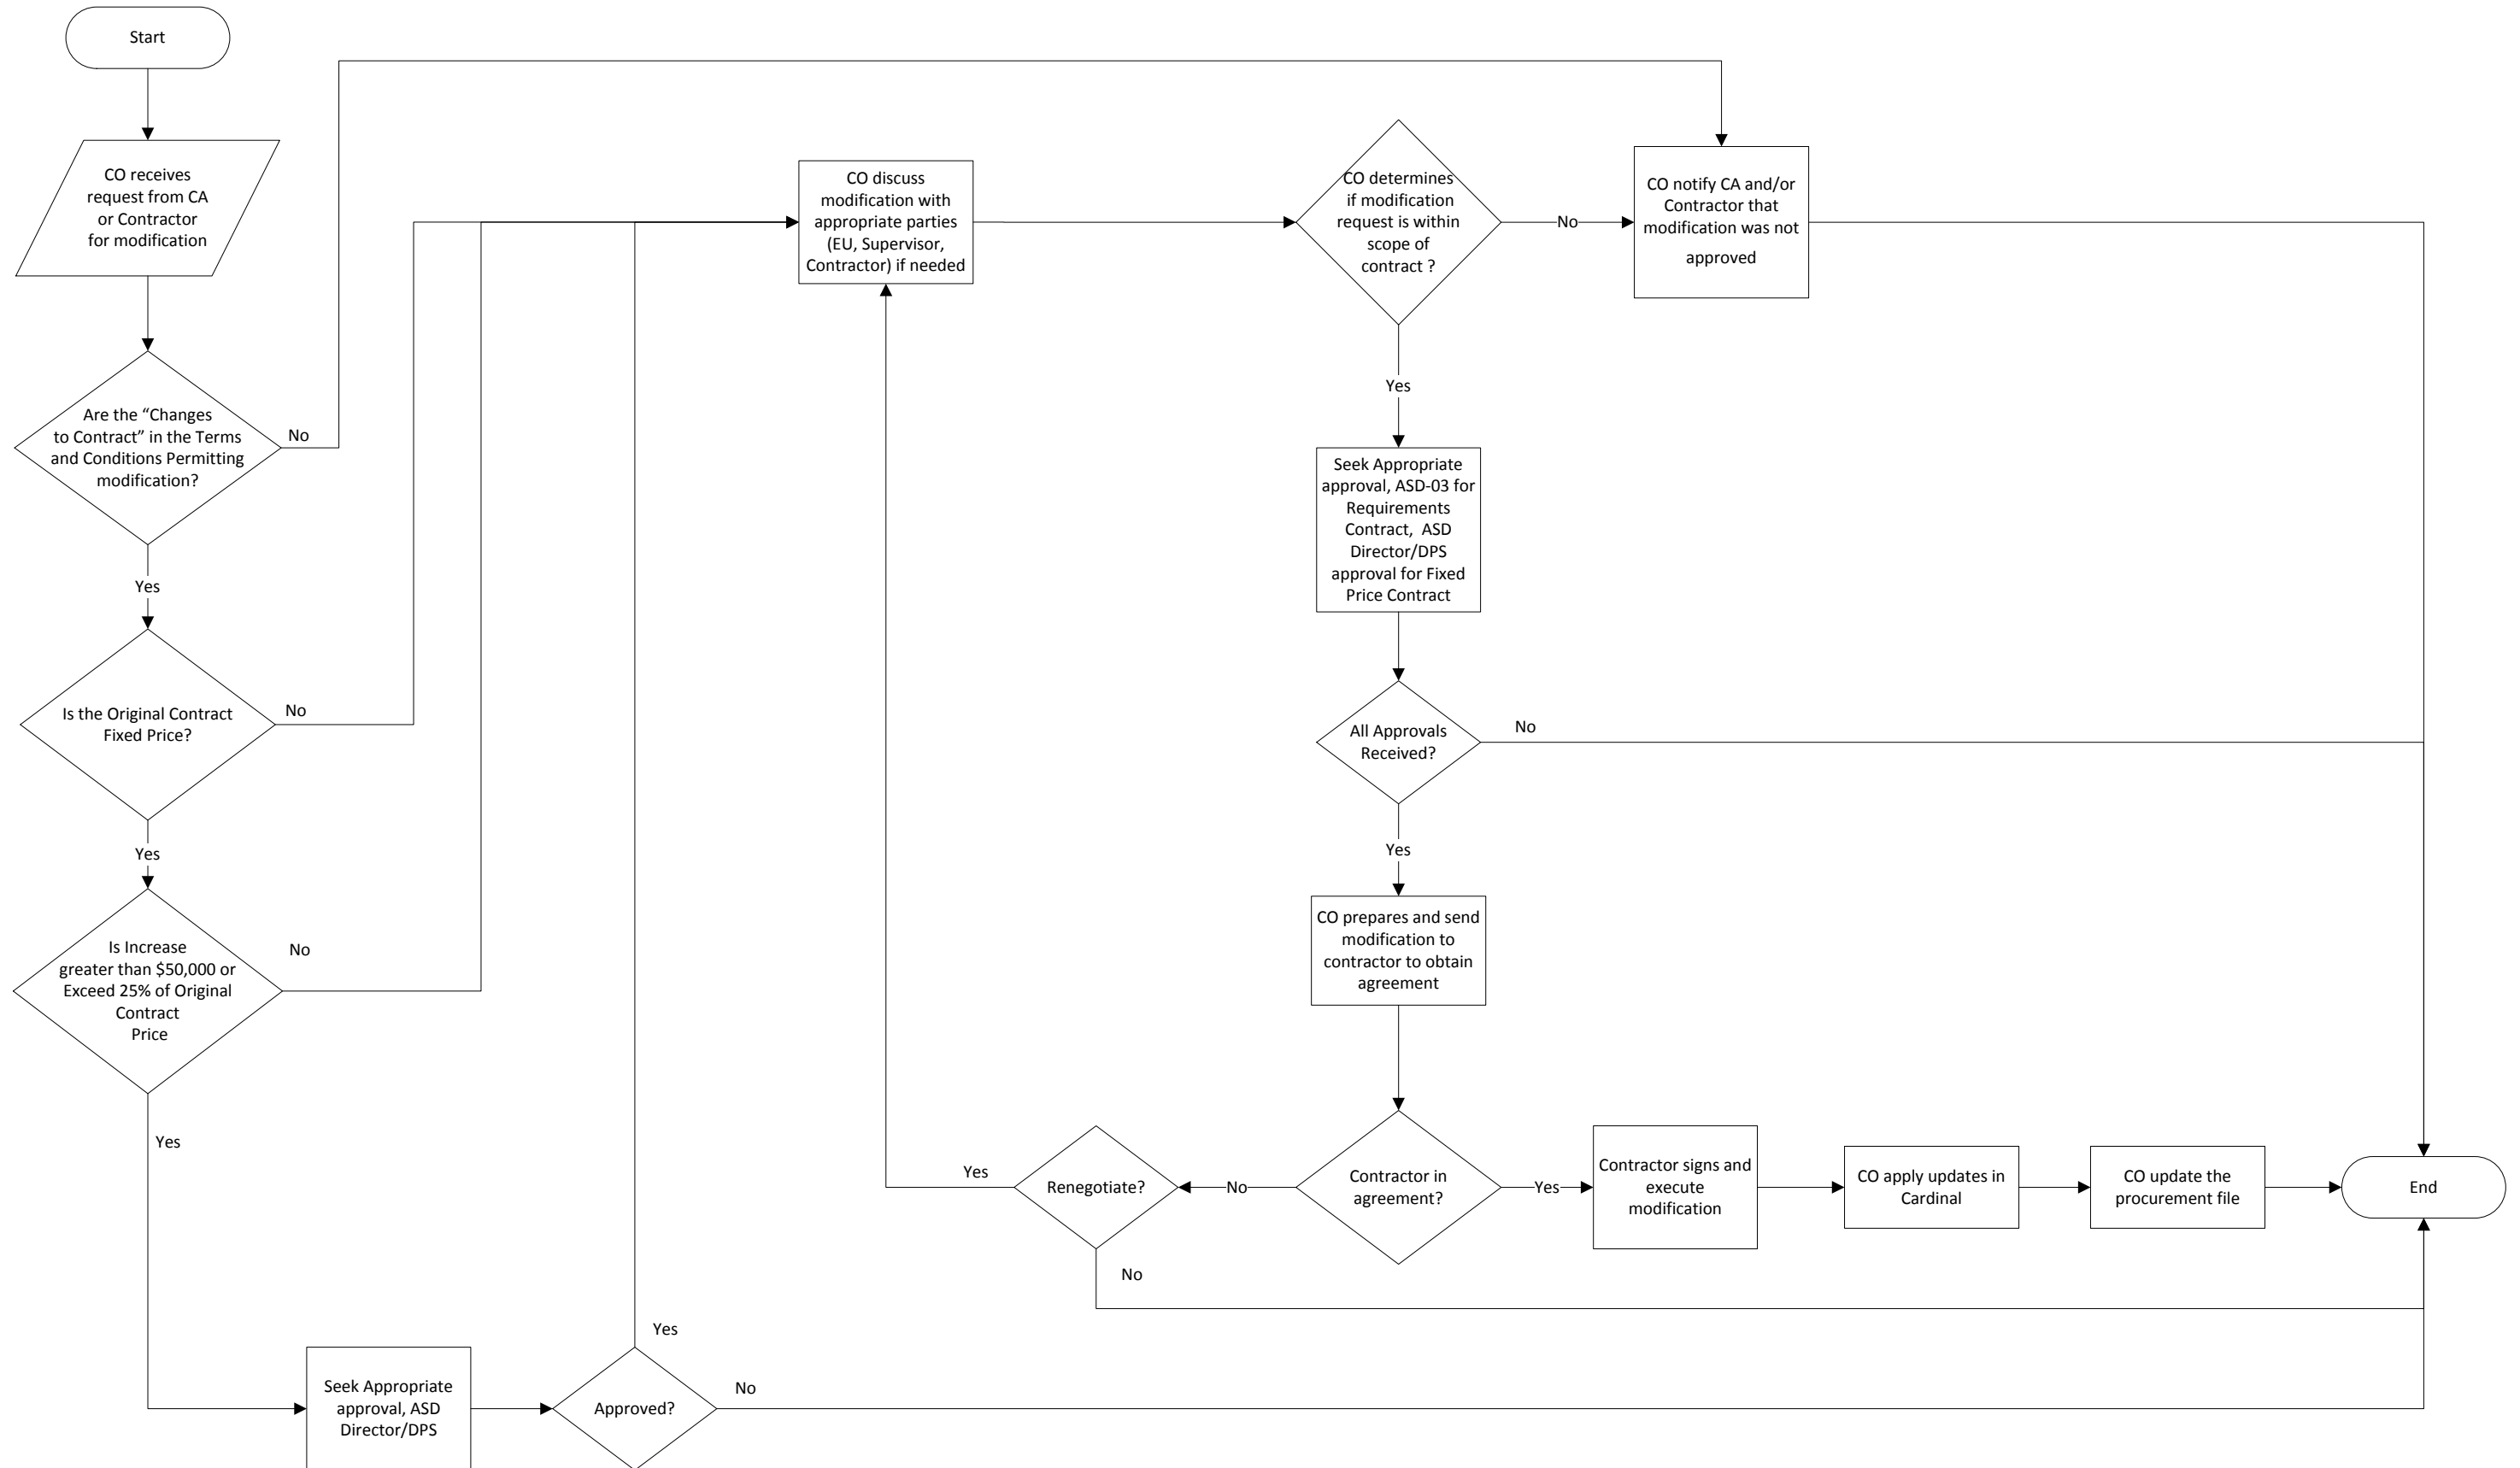 Start
CO receives
request from CA
or Contractor
for modification
Are the “Changes
to Contract” in the Terms
and Conditions Permitting
modification?
No
Yes
Is the Original Contract
Fixed Price?
No
Yes
Is Increase
greater than $50,000 or
Exceed 25% of Original
Contract
Price
No
Yes
Seek Appropriate
approval, ASD
Director/DPS
Approved?
Yes
No
CO discuss
modification with
appropriate parties
(EU, Supervisor,
Contractor) if needed
CO determines
if modification
request is within
scope of
contract ?
No
CO notify CA and/or
Contractor that
modification was not
approved
Yes
Seek Appropriate
approval, ASD-03 for
Requirements
Contract, ASD
Director/DPS
approval for Fixed
Price Contract
All Approvals
Received?
No
Yes
CO prepares and send
modification to
contractor to obtain
agreement
Contractor in
agreement?
No
Renegotiate?
Yes
No
Yes
Contractor signs and
execute
modification
CO apply updates in
Cardinal
CO update the
procurement file
End